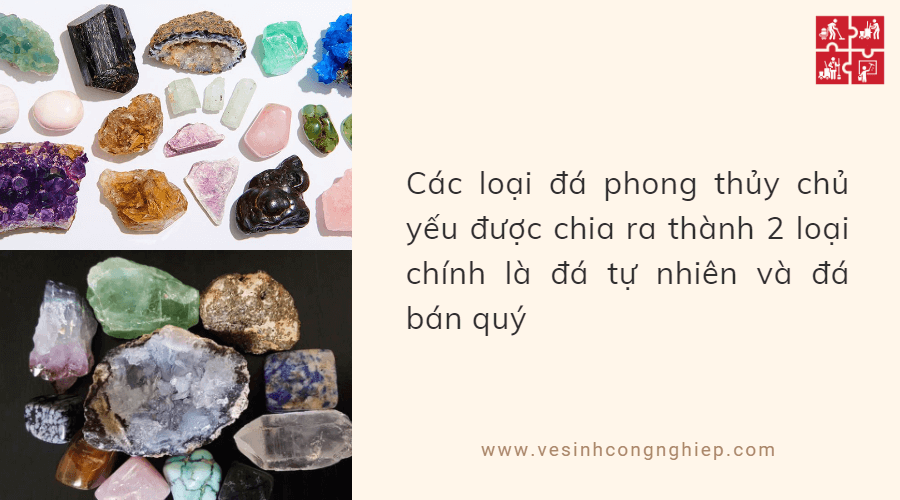 Các loại đá phong thủy chủ
yếu được chia ra thành 2 loại
chính là đá tự nhiên và đá
bán quý
www.vesinhcongnghiep.com